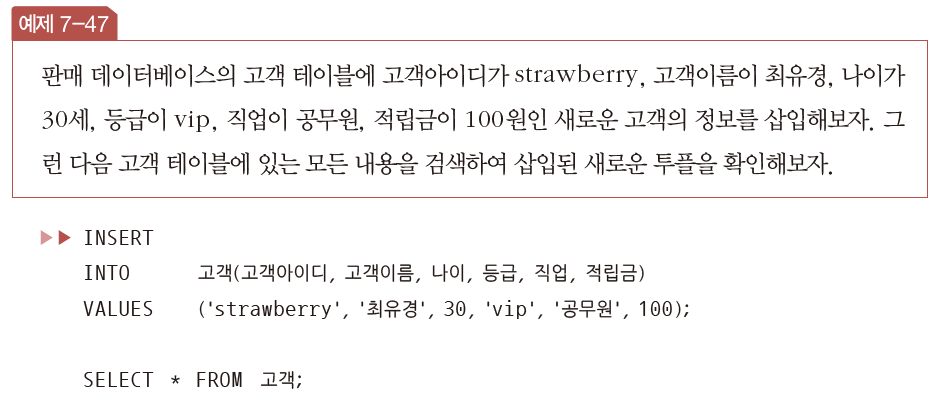 예제 7-47
판매 데이터베이스의 고객 테이블에 고객아이디가 strawberry, 고객이름이 최유경, 나이가
30세, 등급이 vip, 직업이 공무원, 적립금이 100원인 새로운 고객의 정보를 삽입해보자. 그
런 다음 고객 테이블에 있는 모든 내용을 검색하여 삽입된 새로운 투플을 확인해보자.
▶▶ INSERT
INTO 고객(고객아이디, 고객이름, 나이, 등급, 직업, 적립금)
VALUES ('strawberry', '최유경', 30, 'vip', '공무원', 100);
SELECT * FROM 고객;